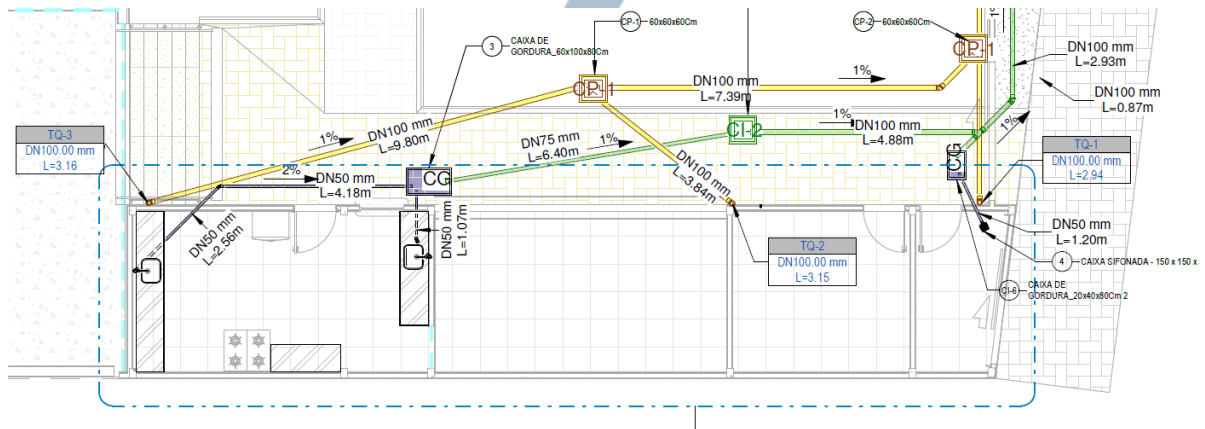 CP-1
60x60x60Cm
CP-2
60x60x60Cm
3
CAIXA DE
GORDURA_60x100x80Cm
CP-1
DN100 mm
L=2.93m
CP-1
DN100 mm
L=7.39m
1%
DN100 mm
L=0.87m
1%
TQ-3
DN100.00 mm
L=3.16
1%
DN100 mm
L=9.80m
DN75 mm
L=6.40m
1%
CI-2
1%
DN100 mm
L=4.88m
1%
TQ-1
DN100.00 mm
L=2.94
2%
DN50 mm
L=4.18m
CG
DN100 mm
L=3.84m
CG
DN50 mm
L=2.56m
DN50 mm
L=1.07m
TQ-2
DN100.00 mm
L=3.15
DN50 mm
L=1.20m
4
CAIXA SIFONADA - 150 x 150 x
CI-6
CAIXA DE
GORDURA_20x40x80Cm 2